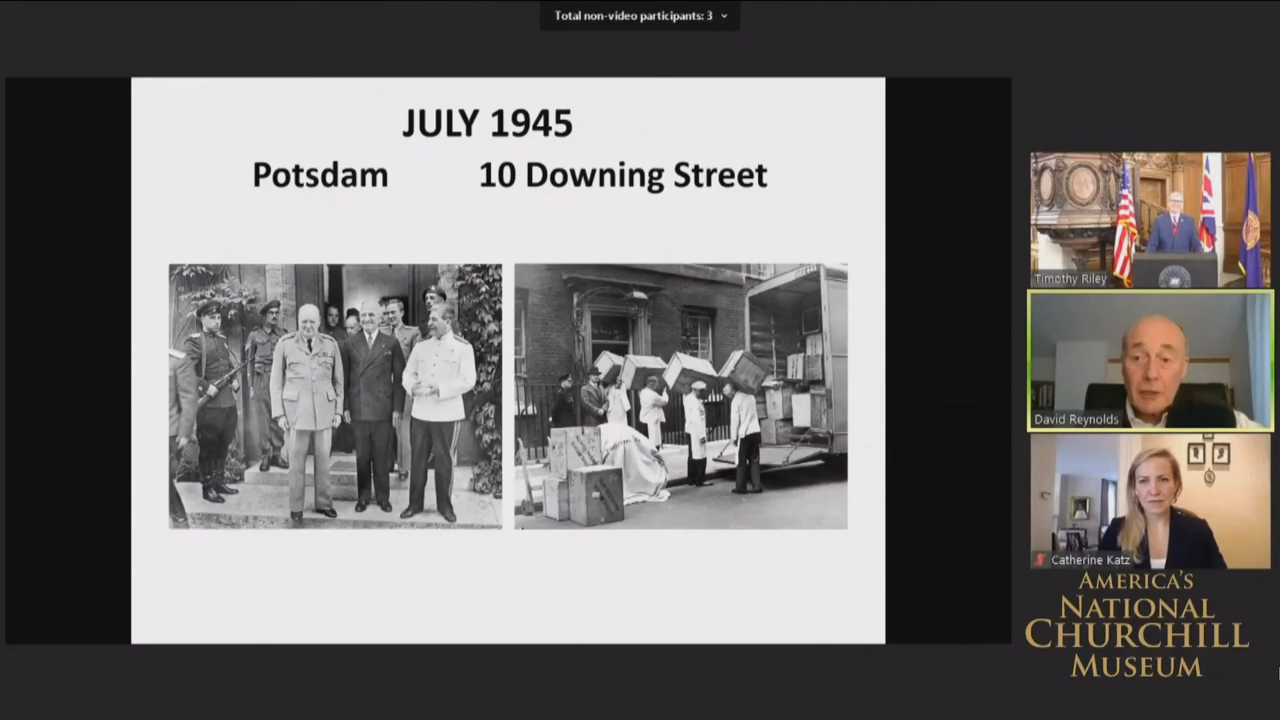 Total non-video participants: 3
JULY 1945
Potsdam 10 Downing Street
Timothy Riley
David Reynolds
Catherine Katz
AMERICA'S
NATIONAL
CHURCHILL
MUSEUM